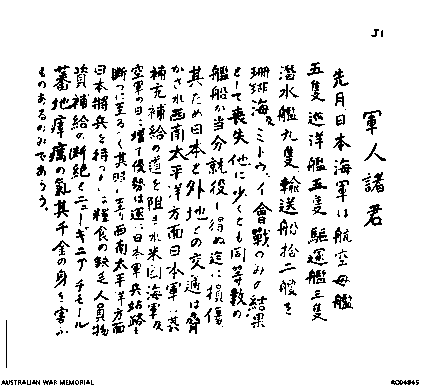 J1
軍人諸君
先月日本海軍は航空母艦
五隻巡洋艦五隻駆逐艦三隻
潜水艦九隻輸送船拾二艘を
珊瑚海及ミドウェイ會戦のみの結果
として喪失他に少くとも同等数の
艦船が当分就役し得ぬ迄に損傷
其ため日本と外地との交通は脅
かされ西南太平洋方面日本軍は其
補充補給の道を阻まれ米国海軍及
空軍の日増す優勢は遂に日本軍兵站路を
断つに至るべく其暁に至り西南太平洋方面
日本將兵を待つものは糧食の缺乏人員物
資補給の断絶とニューギニア チモール
蕃地瘴癘の氣其千金の身を害ふ
ものあるのみであらう。
AUSTRALIAN WAR MEMORIAL
RC04845